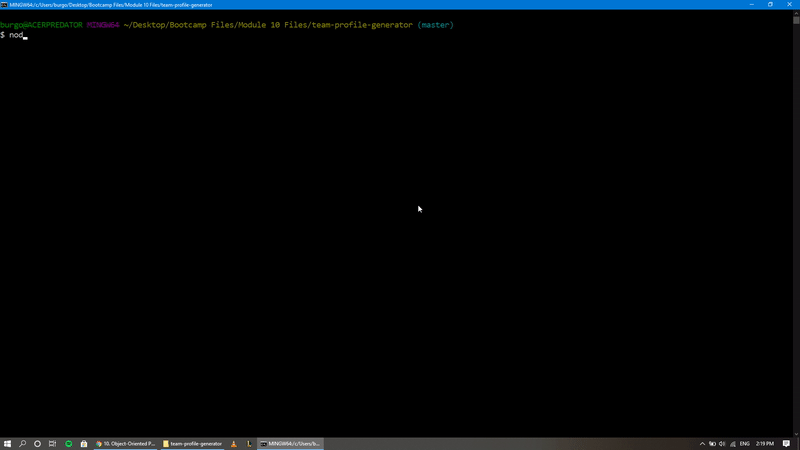 MINGW64:/c/Users/burgo/Desktop/Bootcamp Files/Module 10 Files/team-profile-generator
burgo@ACERPREDATOR MINGW64 ~/Desktop/Bootcamp Files/Module 10 Files/team-profile-generator (master)
$ nod
10. Object-Oriented P...
team-profile-generator
MINGW64:/c/Users/b...
ENG
2:19 PM